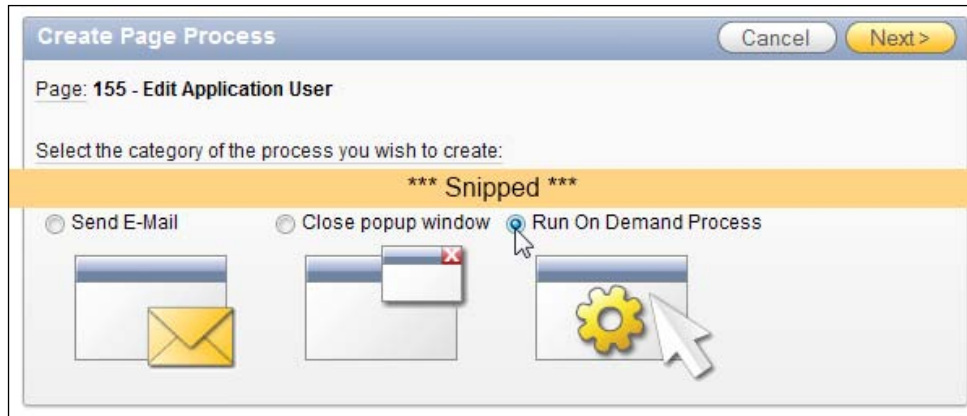 Create Page Process
Cancel
Next >
Page: 155 - Edit Application User
Select the category of the process you wish to create:
*** Snipped ***
Send E-Mail
Close popup window
Run On Demand Process